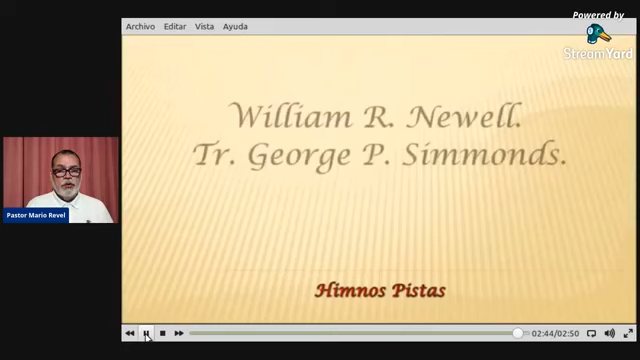 Powered by
StreamYard
Archivo Editar Vista Ayuda
William R. Newell.
Tr. George P. Simmonds.
Himnos Pistas
Pastor Mario Revel
02:44/02:50